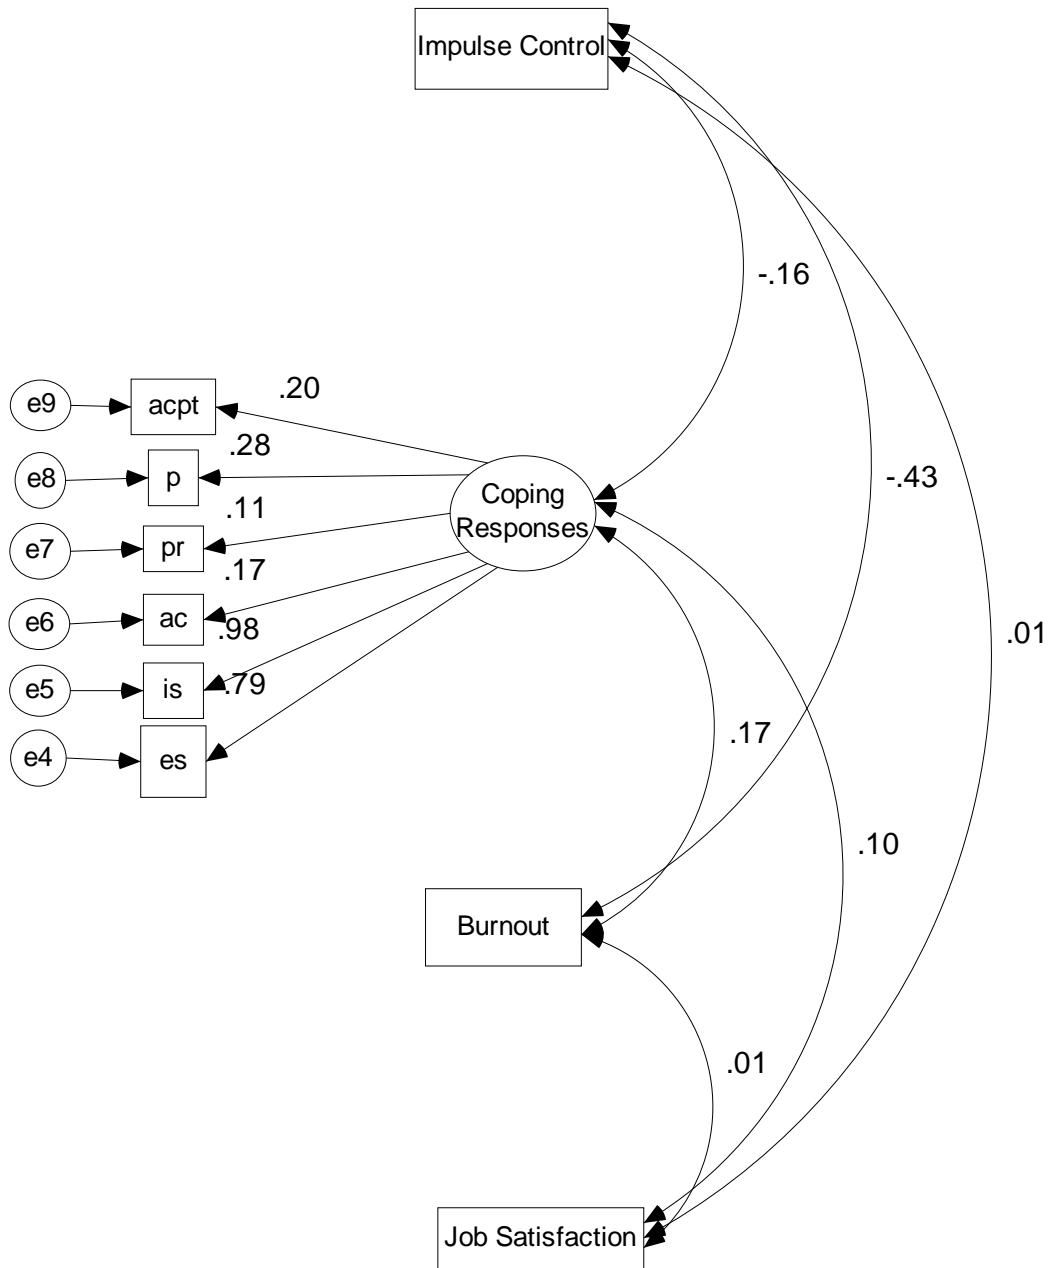 Impulse Control
-.16
.20
e9
acpt
.28
e8
p
Coping
Responses
-.43
.11
e7
pr
.17
e6
ac
.98
.01
e5
is
.79
e4
es
.17
.10
Burnout
.01
Job Satisfaction